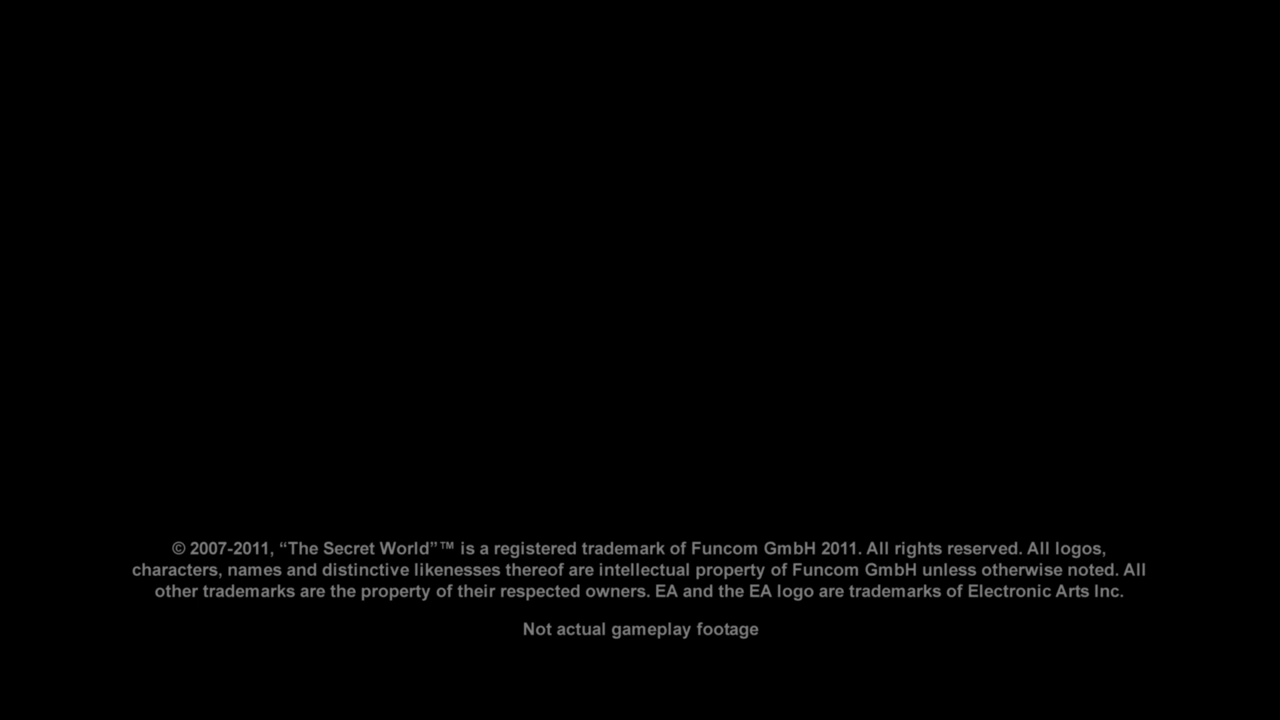 © 2007-2011, “The Secret World”™ is a registered trademark of Funcom GmbH 2011. All rights reserved. All logos,
characters, names and distinctive likenesses thereof are intellectual property of Funcom GmbH unless otherwise noted. All
other trademarks are the property of their respected owners. EA and the EA logo are trademarks of Electronic Arts Inc.
Not actual gameplay footage